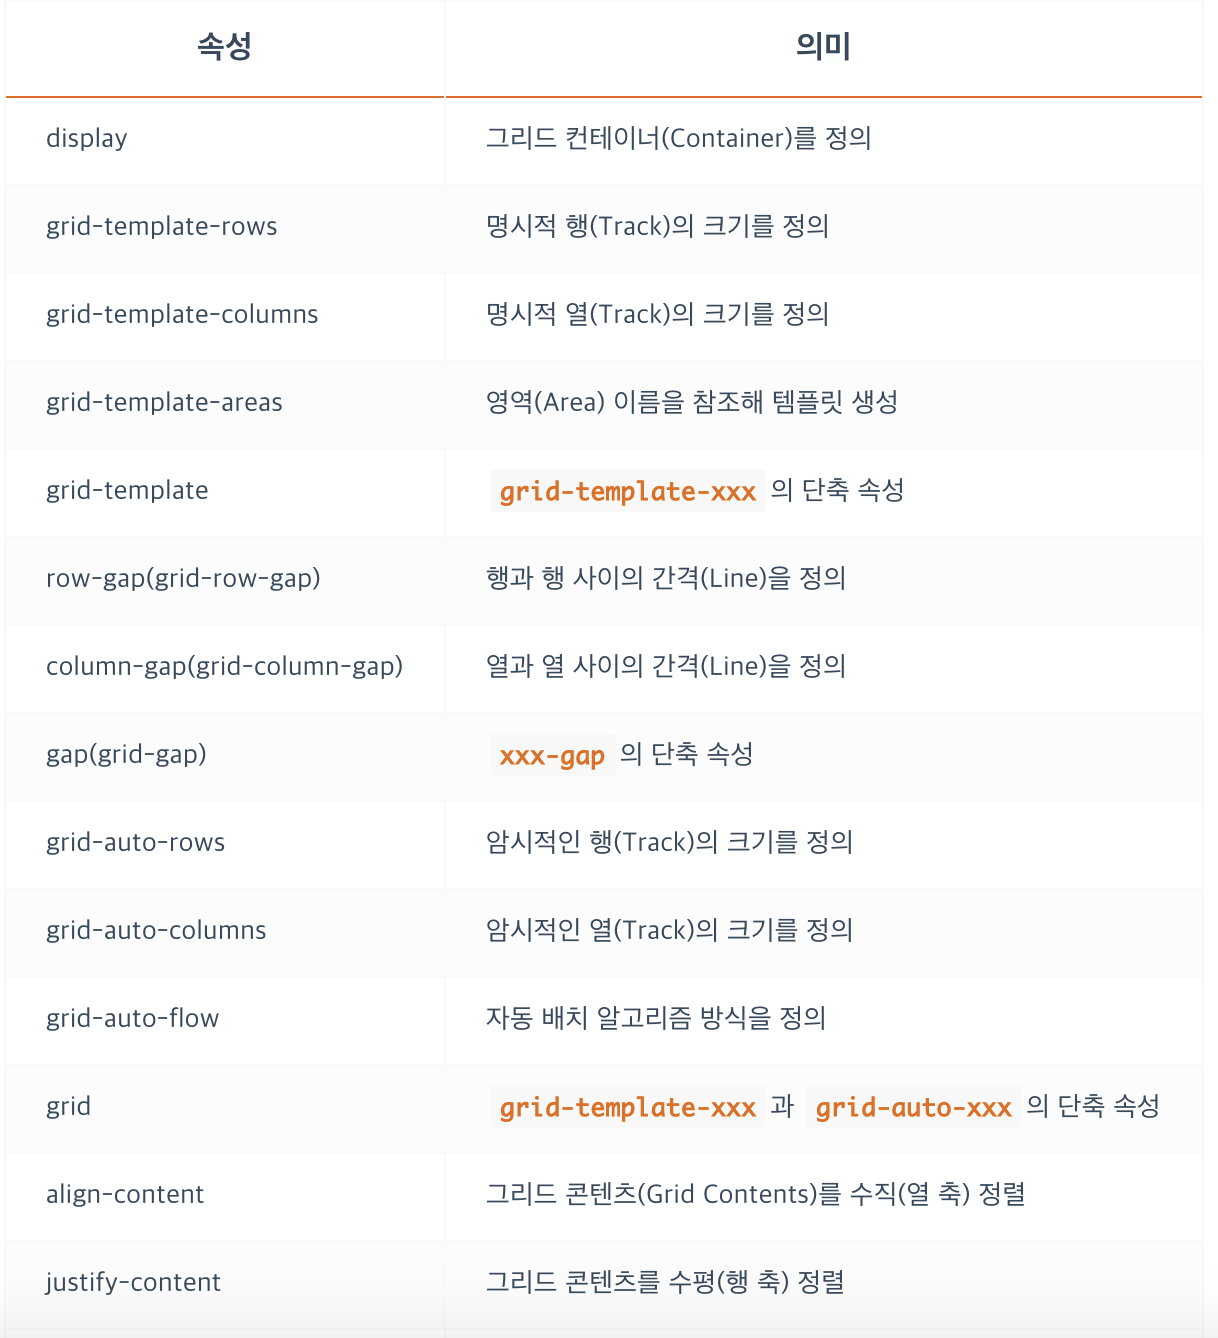 속성 의미
display 그리드 컨테이너(Container)를 정의
grid-template-rows 명시적 행(Track)의 크기를 정의
grid-template-columns 명시적 열(Track)의 크기를 정의
grid-template-areas 영역(Area) 이름을 참조해 템플릿 생성
grid-template grid-template-xxx 의 단축 속성
row-gap(grid-row-gap) 행과 행 사이의 간격(Line)을 정의
column-gap(grid-column-gap) 열과 열 사이의 간격(Line)을 정의
gap(grid-gap) xxx-gap 의 단축 속성
grid-auto-rows 암시적인 행(Track)의 크기를 정의
grid-auto-columns 암시적인 열(Track)의 크기를 정의
grid-auto-flow 자동 배치 알고리즘 방식을 정의
grid grid-template-xxx 과 grid-auto-xxx 의 단축 속성
align-content 그리드 콘텐츠(Grid Contents)를 수직(열 축) 정렬
justify-content 그리드 콘텐츠를 수평(행 축) 정렬